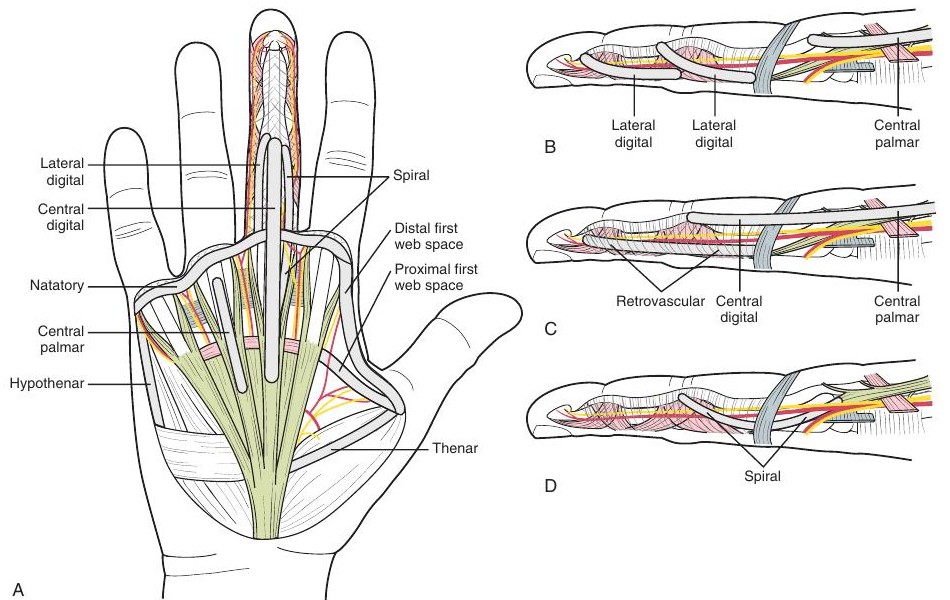 Lateral
digital
Central
digital
Natatory
Central
palmar
Hypothenar
Spiral
Distal first
web space
Proximal first
web space
Thenar
A
Lateral
digital
Lateral
digital
Central
palmar
B
Retrovascular
Central
digital
Central
palmar
C
Spiral
D